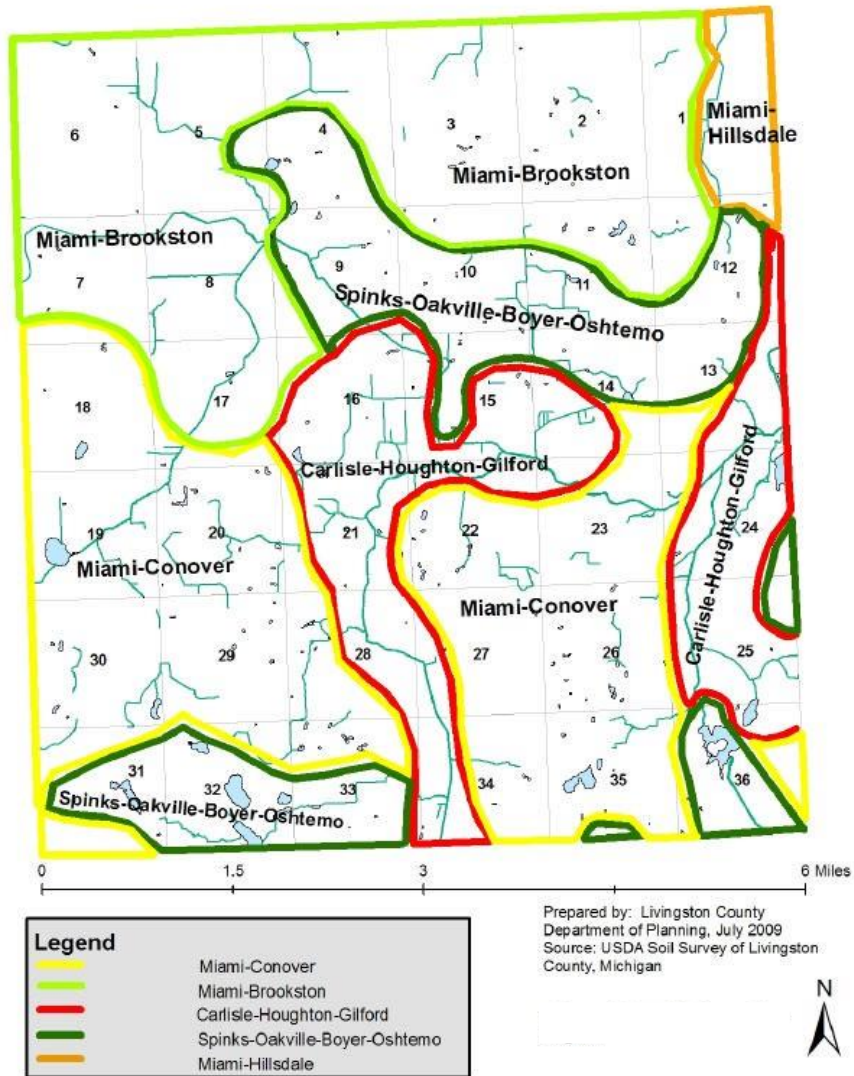 6
5
4
3
2
1
Miami-
Hillsdale
Miami-Brookston
Miami-Brookston
7
8
9
10
11
12
Spinks-Oakville-Boyer-Oshtemo
18
17
16
15
14
13
Carlisle-Houghton-Gilford
19
20
21
22
23
24
Miami-Conover
Miami-Conover
Carlisle-Houghton-Gilford
30
29
28
27
26
25
31
32
33
34
35
36
Spinks-Oakville-Boyer-Oshtemo
0
1.5
3
6 Miles
Prepared by: Livingston County
Department of Planning, July 2009
Source: USDA Soil Survey of Livingston
County, Michigan
Legend
Miami-Conover
Miami-Brookston
Carlisle-Houghton-Gilford
Spinks-Oakville-Boyer-Oshtemo
Miami-Hillsdale
N